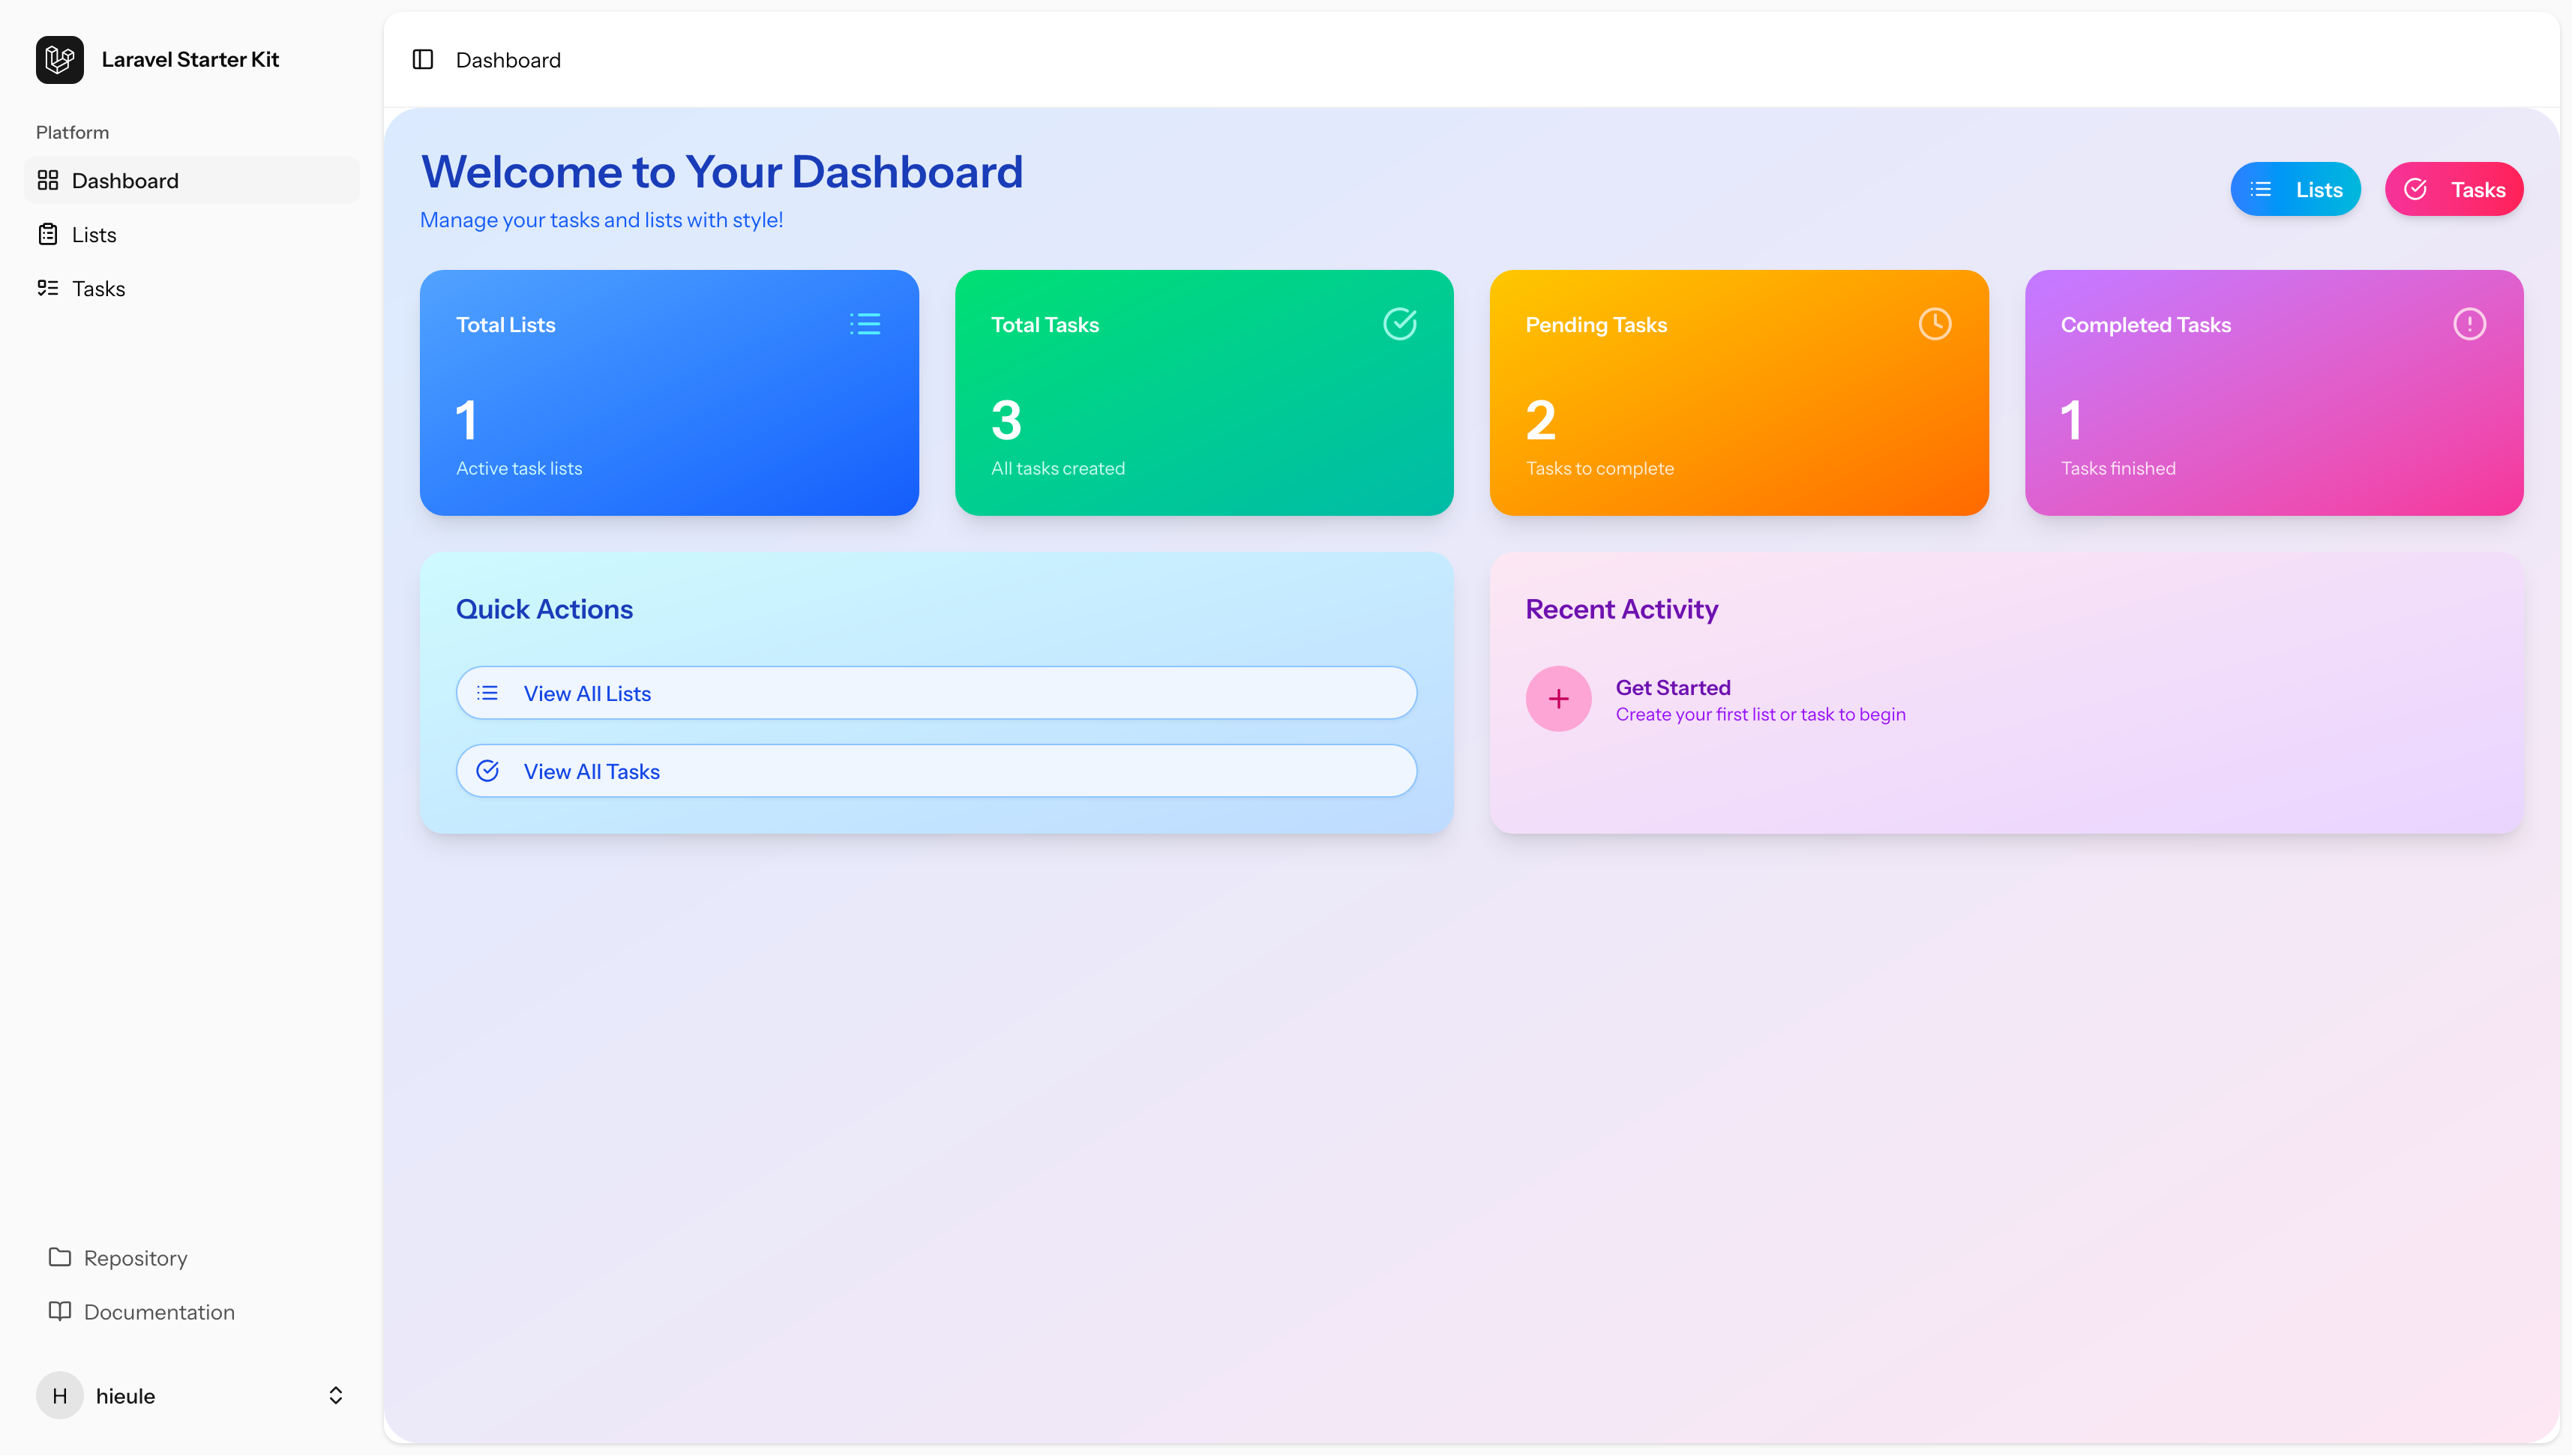 Laravel Starter Kit
Platform
Dashboard
Lists
Tasks
Repository
Documentation
H
hieule
Dashboard
Welcome to Your Dashboard
Manage your tasks and lists with style!
Lists
Tasks
Total Lists
1
Active task lists
Total Tasks
3
All tasks created
Pending Tasks
2
Tasks to complete
Completed Tasks
1
Tasks finished
Quick Actions
View All Lists
View All Tasks
Recent Activity
Get Started
Create your first list or task to begin